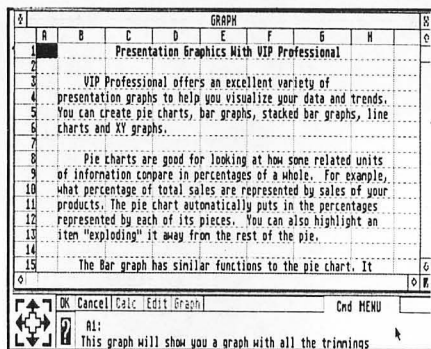 GRAPH
A B C D E F G H
1 Presentation Graphics With VIP Professional
2
3 VIP Professional offers an excellent variety of
4 presentation graphs to help you visualize your data and trends.
5 You can create pie charts, bar graphs, stacked bar graphs, line
6 charts and XY graphs.
7
8 Pie charts are good for looking at how some related units
9 of information compare in percentages of a whole. For example,
10 what percentage of total sales are represented by sales of your
11 products. The pie chart automatically puts in the percentages
12 represented by each of its pieces. You can also highlight an
13 item "exploding" it away from the rest of the pie.
14
15 The Bar graph has similar functions to the pie chart. It
OK Cancel Calc Edit Graph Cmd MENU
? A1:
This graph will show you a graph with all the trimmings